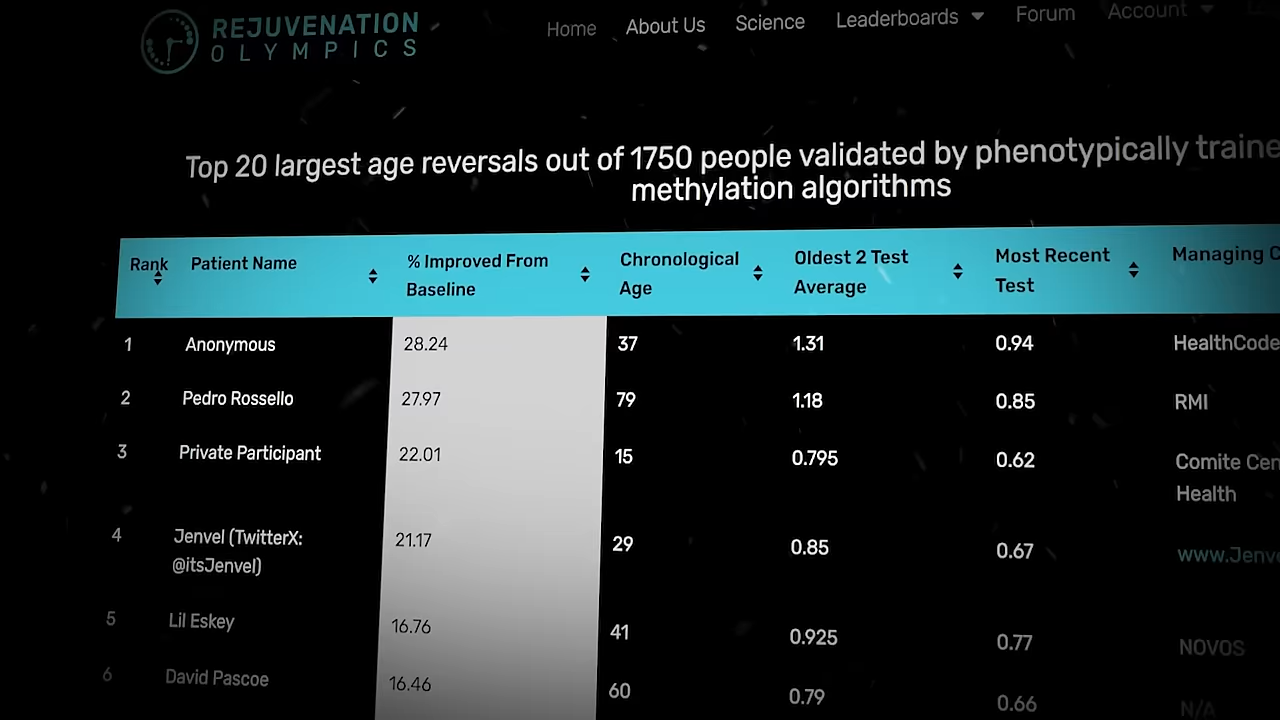 REJUVENATION
OLYMPICS
Home About Us Science Leaderboards Forum Account
Top 20 largest age reversals out of 1750 people validated by phenotypically
methylation algorithms
Rank Patient Name % Improved From Baseline Chronological Age Oldest 2 Test Average Most Recent Test Managing
1 Anonymous 28.24 37 1.31 0.94 HealthCode
2 Pedro Rossello 27.97 79 1.18 0.85 RMI
3 Private Participant 22.01 15 0.795 0.62 Comite
Health
4 Jenvel (TwitterX: 21.17 29 0.85 0.67
@itsJenvel)
5 Lil Eskey 16.76 41 0.925 0.77 NOVOS
6 David Pascoe 16.46 60 0.79 0.66 N/A